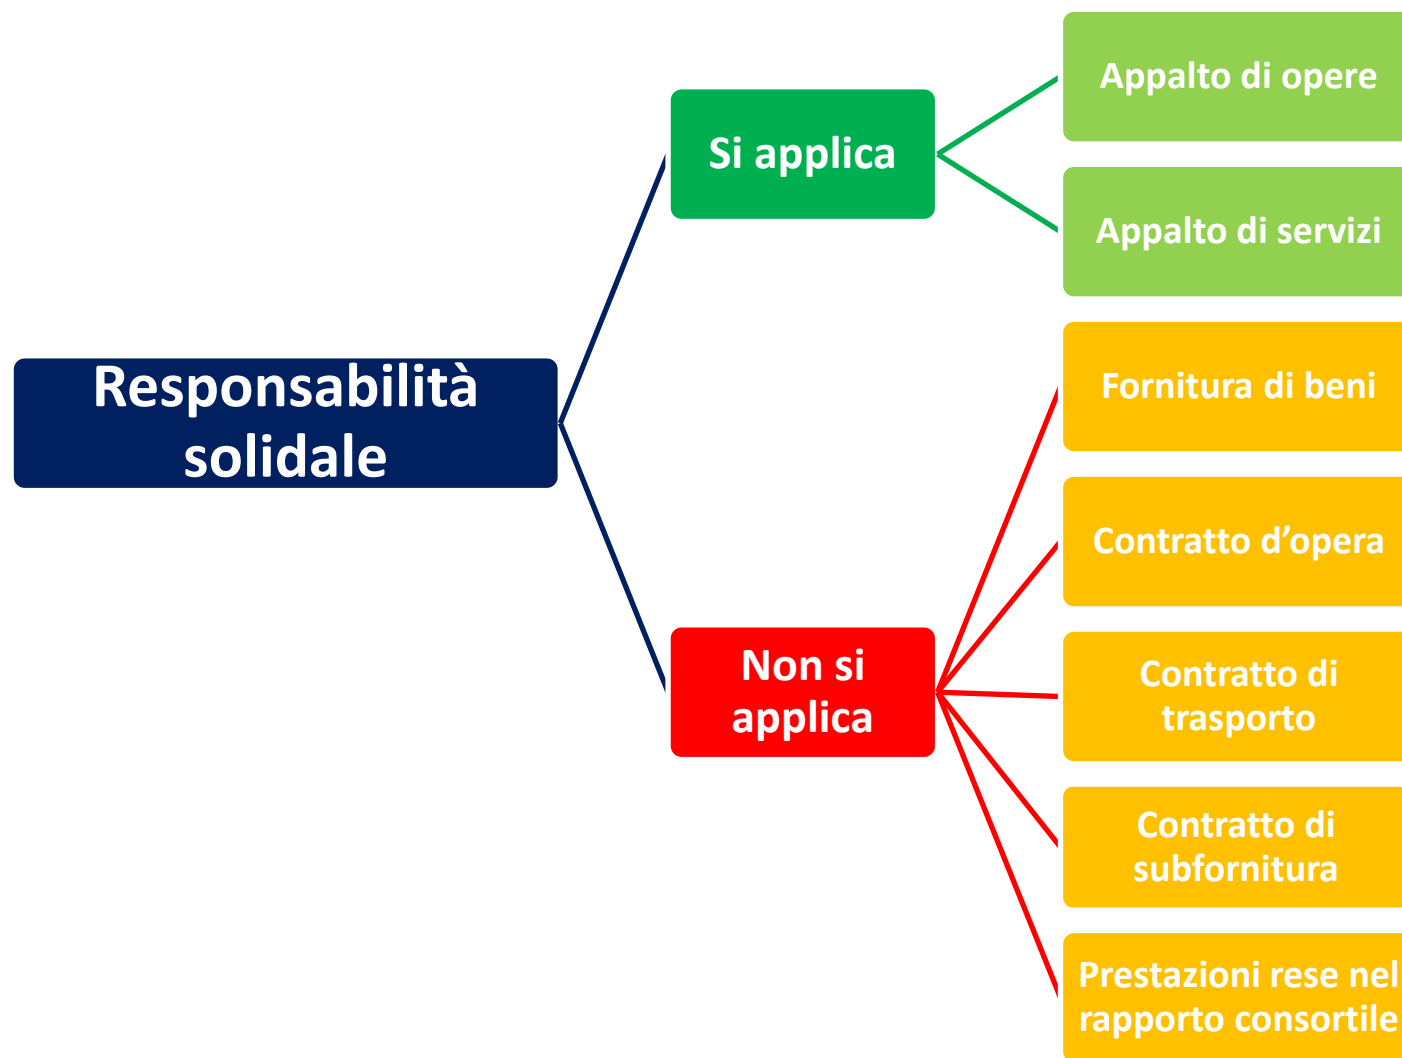 Responsabilità
solidale
Si applica
Appalto di opere
Appalto di servizi
Non si
applica
Fornitura di beni
Contratto d’opera
Contratto di
trasporto
Contratto di
subfornitura
Prestazioni rese nel
rapporto consortile